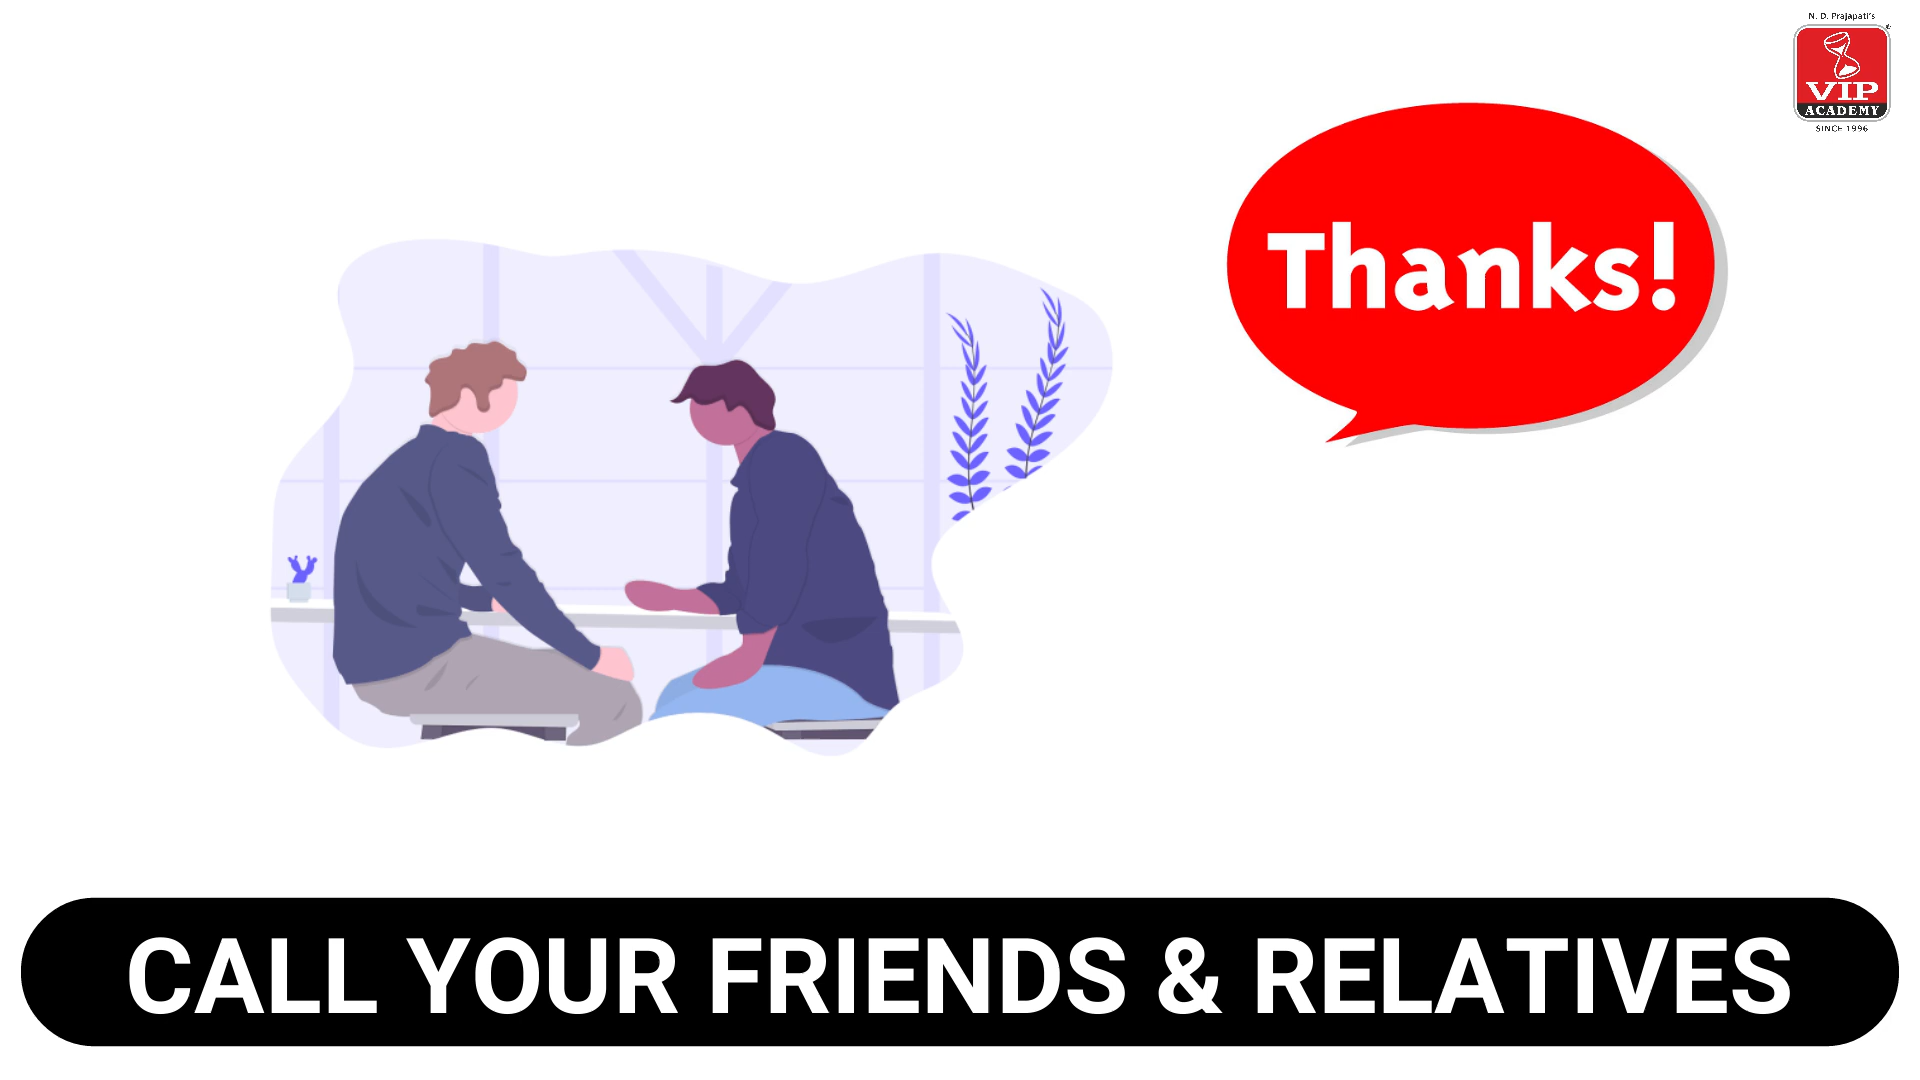 N. D. Prajapati's
VIP
ACADEMY
SINCE 1996
Thanks!
CALL YOUR FRIENDS & RELATIVES